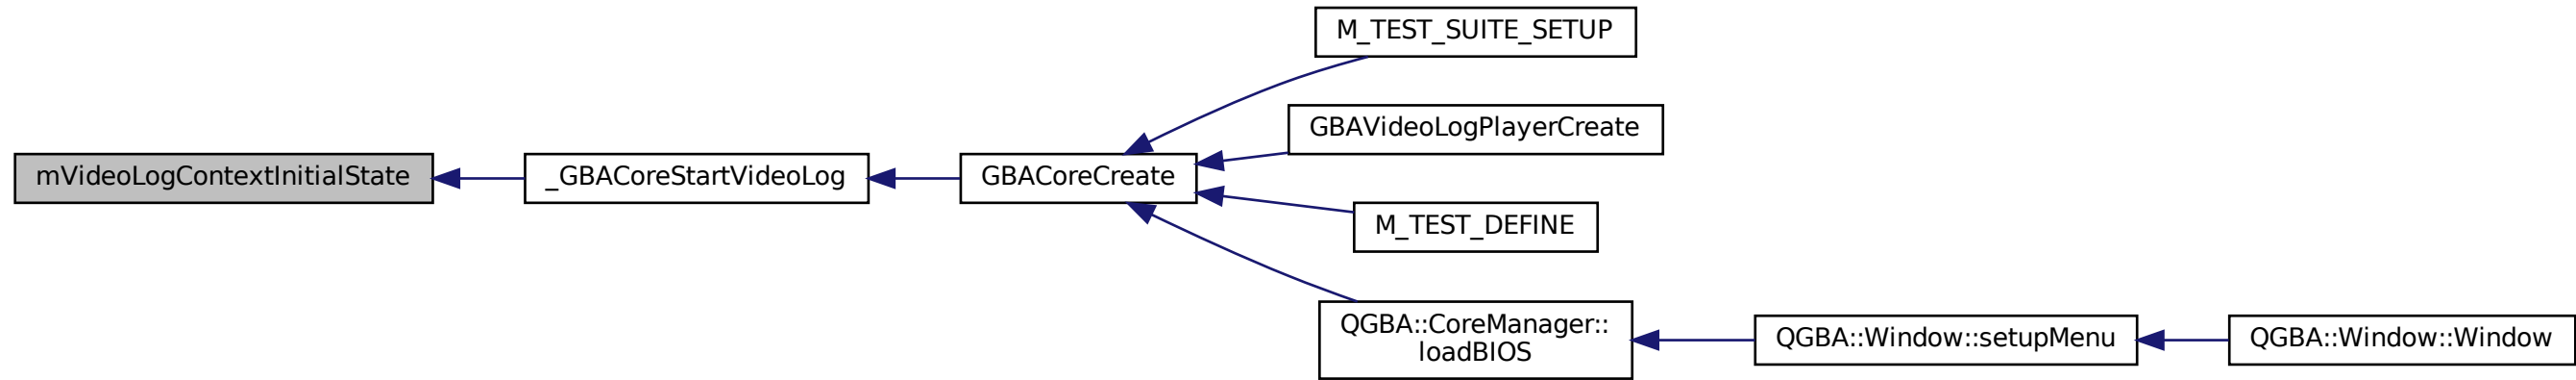 M_TEST_SUITE_SETUP
GBAVideoLogPlayerCreate
mVideoLogContextInitialState
_GBACoreStartVideoLog
GBACoreCreate
M_TEST_DEFINE
QGBA::CoreManager::
loadBIOS
QGBA::Window::setupMenu
QGBA::Window::Window